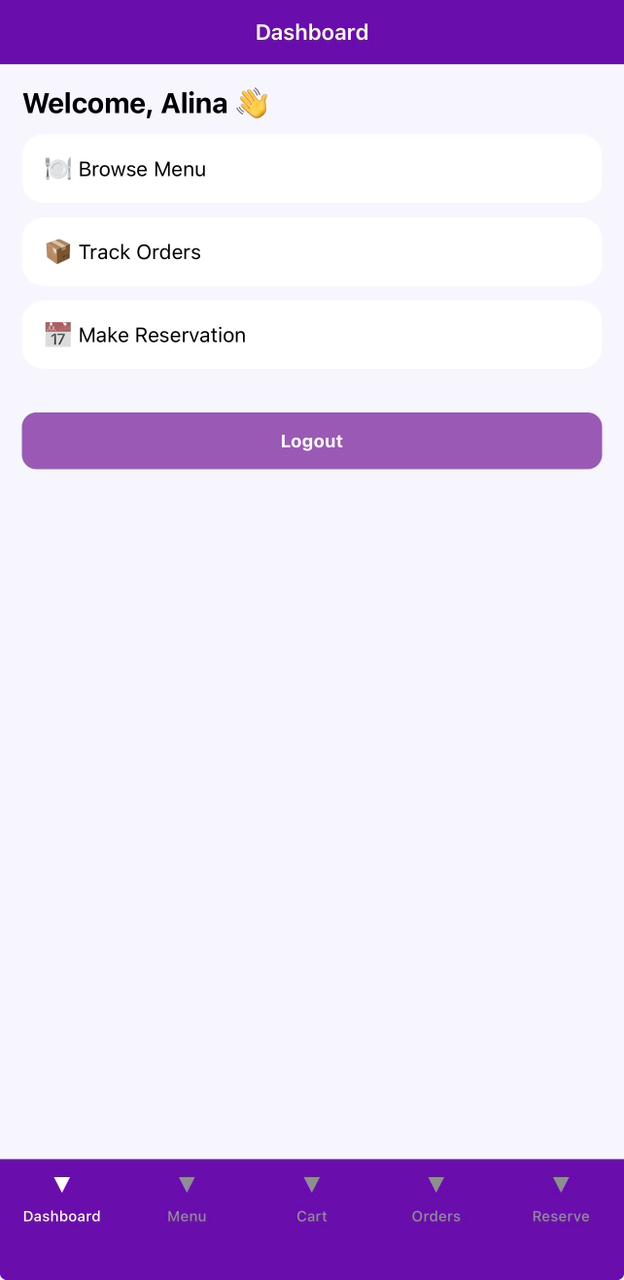 Dashboard
Welcome, Alina 👋
🍽️ Browse Menu
📦 Track Orders
📅 Make Reservation
Logout
Dashboard Menu Cart Orders Reserve